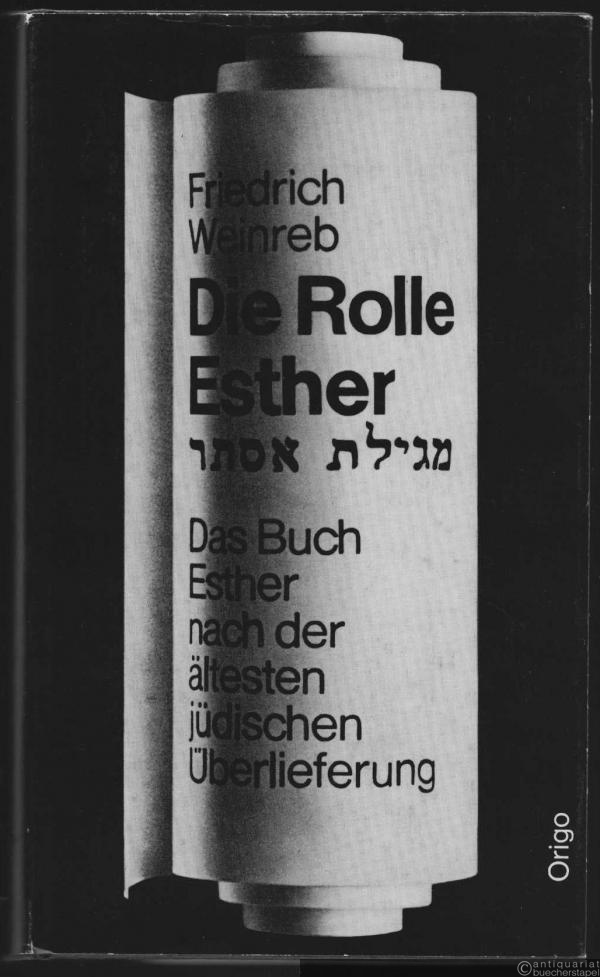 Friedrich
Weinreb
Die Rolle
Esther
מגילת אסתר
Das Buch
Esther
nach der
ältesten
jüdischen
Überlieferung
Origo
©antiquariat
buecherstapel